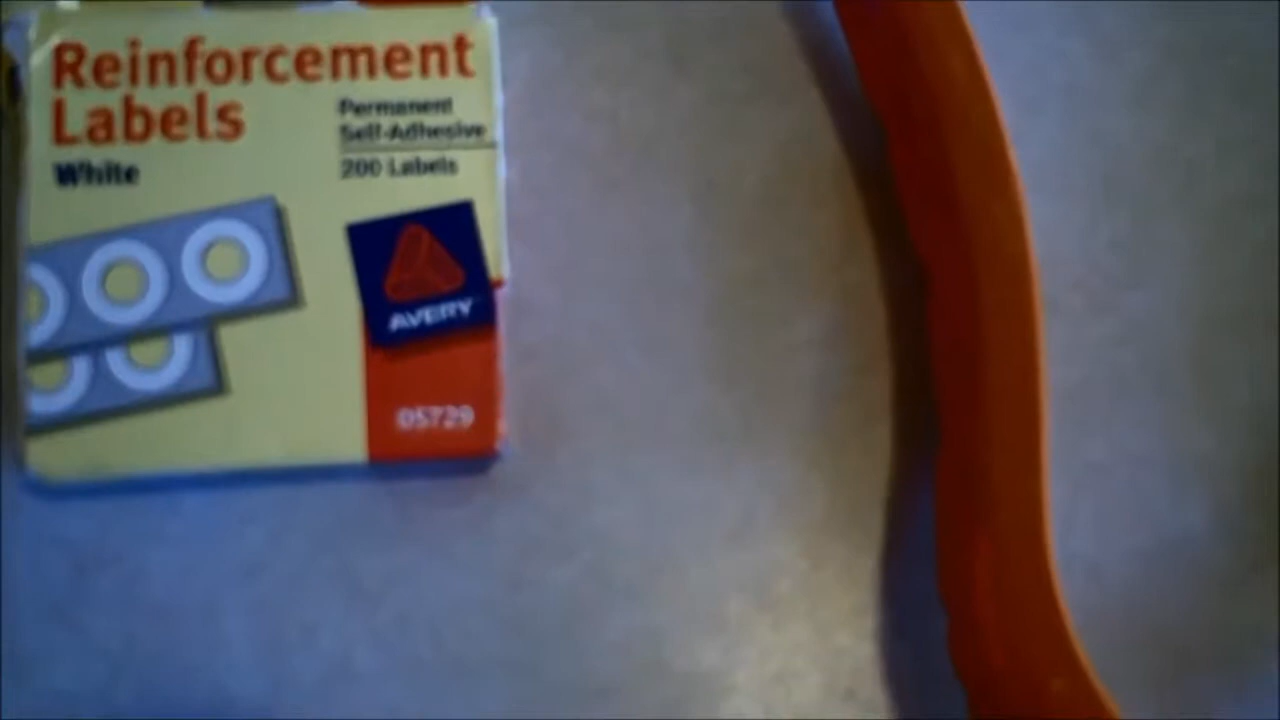 Reinforcement
Labels
Permanent
Self-Adhesive
White
200 Labels
AVERY
05729